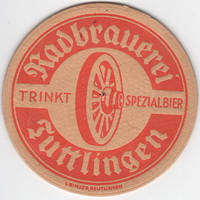 Radbrauerei
TRINKT SPEZIALBIER
Tuttlingen